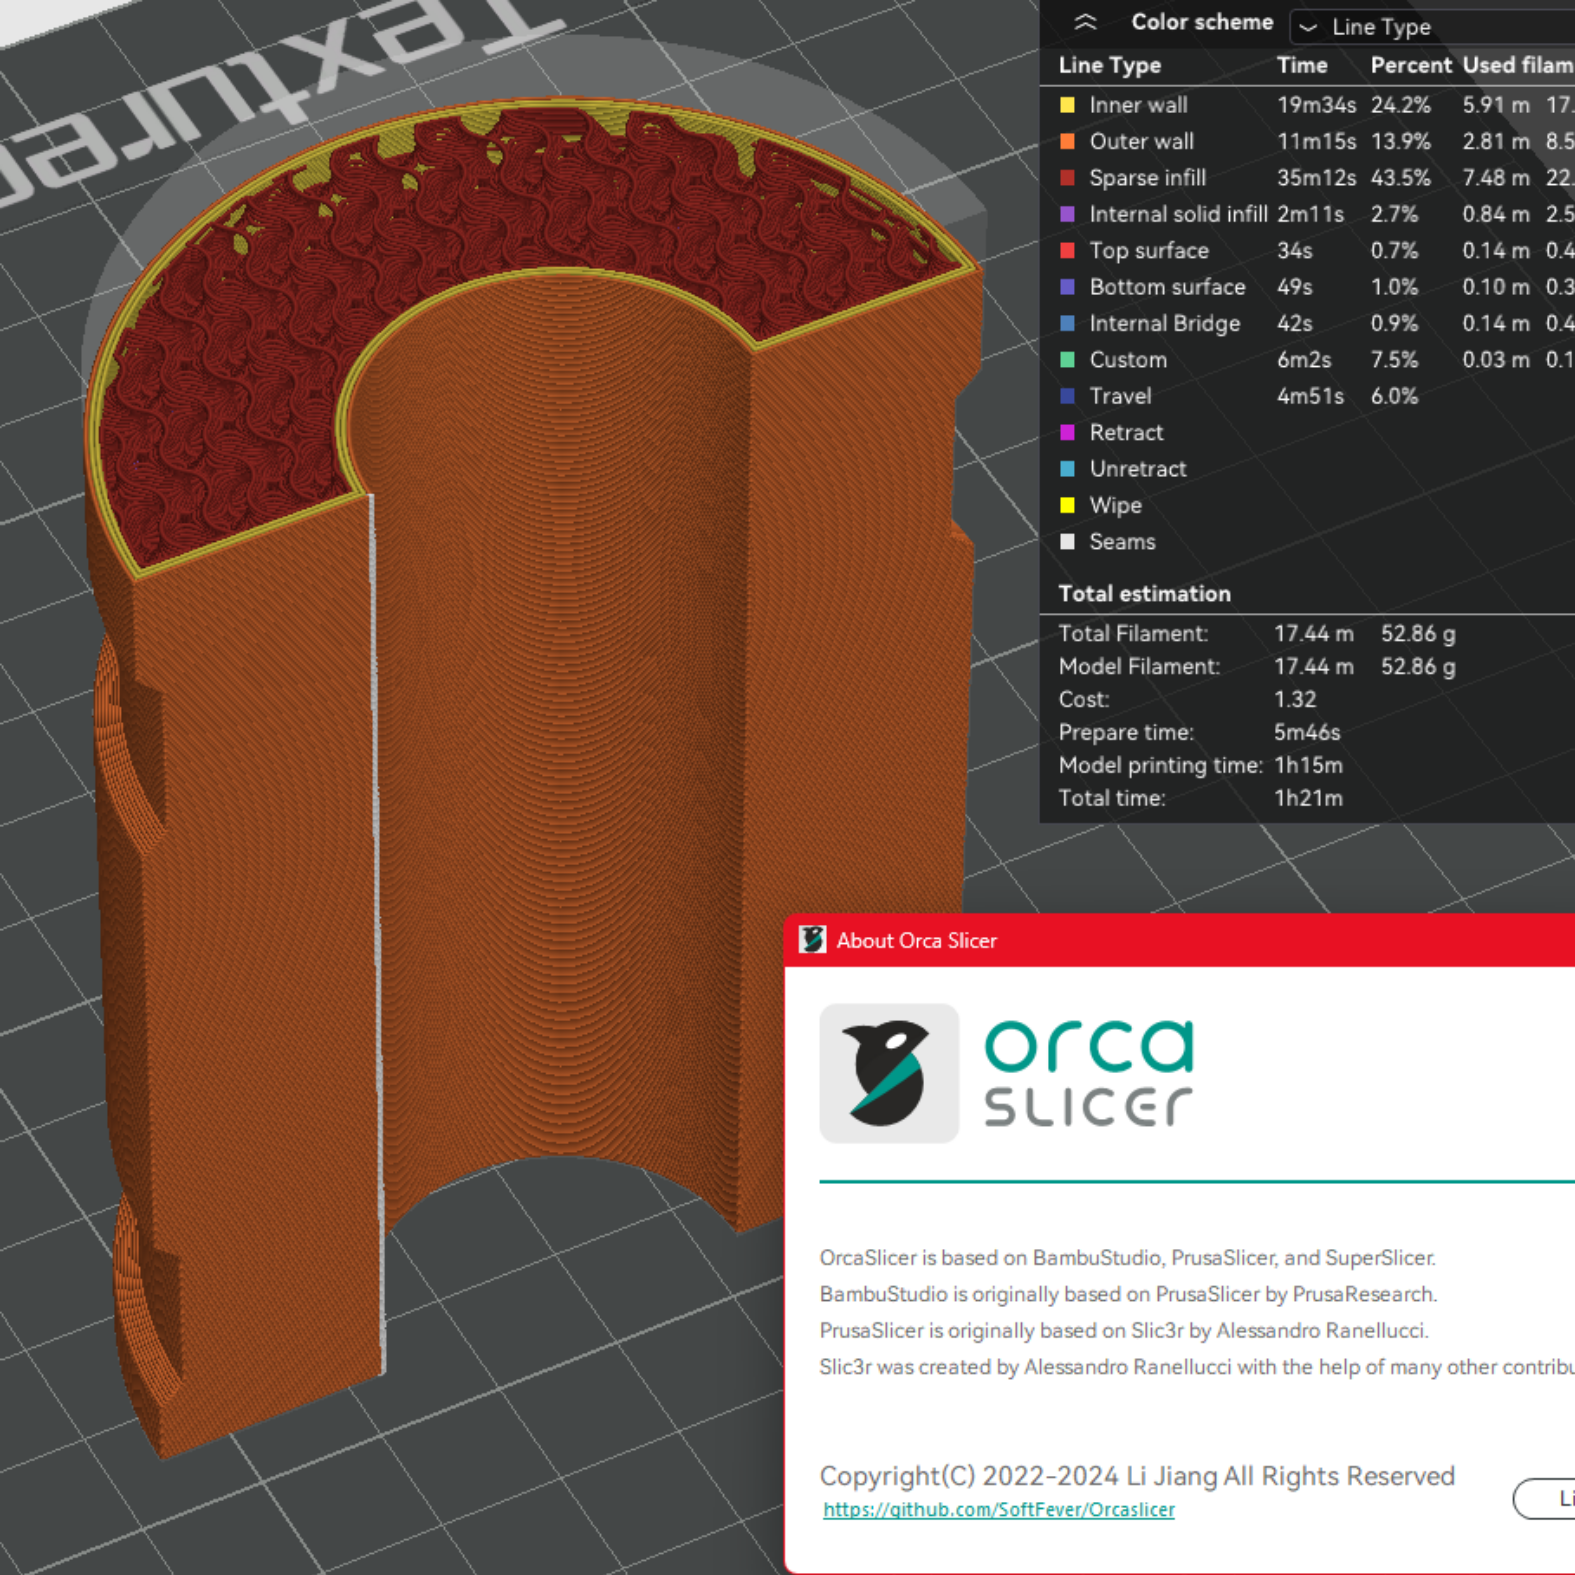 Textured
Color scheme Line Type
Line Type Time Percent Used filam
Inner wall 19m34s 24.2% 5.91 m 17.
Outer wall 11m15s 13.9% 2.81 m 8.5
Sparse infill 35m12s 43.5% 7.48 m 22.
Internal solid infill 2m11s 2.7% 0.84 m 2.5
Top surface 34s 0.7% 0.14 m 0.4
Bottom surface 49s 1.0% 0.10 m 0.3
Internal Bridge 42s 0.9% 0.14 m 0.4
Custom 6m2s 7.5% 0.03 m 0.1
Travel 4m51s 6.0%
Retract
Unretract
Wipe
Seams
Total estimation
Total Filament: 17.44 m 52.86 g
Model Filament: 17.44 m 52.86 g
Cost: 1.32
Prepare time: 5m46s
Model printing time: 1h15m
Total time: 1h21m
About Orca Slicer
orca
SLICER
OrcaSlicer is based on BambuStudio, PrusaSlicer, and SuperSlicer.
BambuStudio is originally based on PrusaSlicer by PrusaResearch.
PrusaSlicer is originally based on Slic3r by Alessandro Ranellucci.
Slic3r was created by Alessandro Ranellucci with the help of many other contribu
Copyright(C) 2022-2024 Li Jiang All Rights Reserved
https://github.com/SoftFever/Orcaslicer
Li